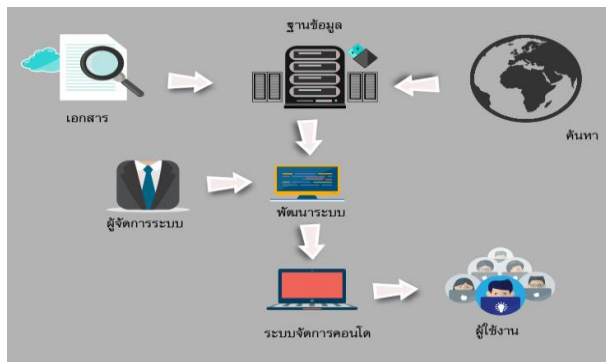 ฐานข้อมูล
เอกสาร
ค้นหา
ผู้จัดการระบบ
พัฒนาระบบ
ระบบจัดการคอนโด
ผู้ใช้งาน